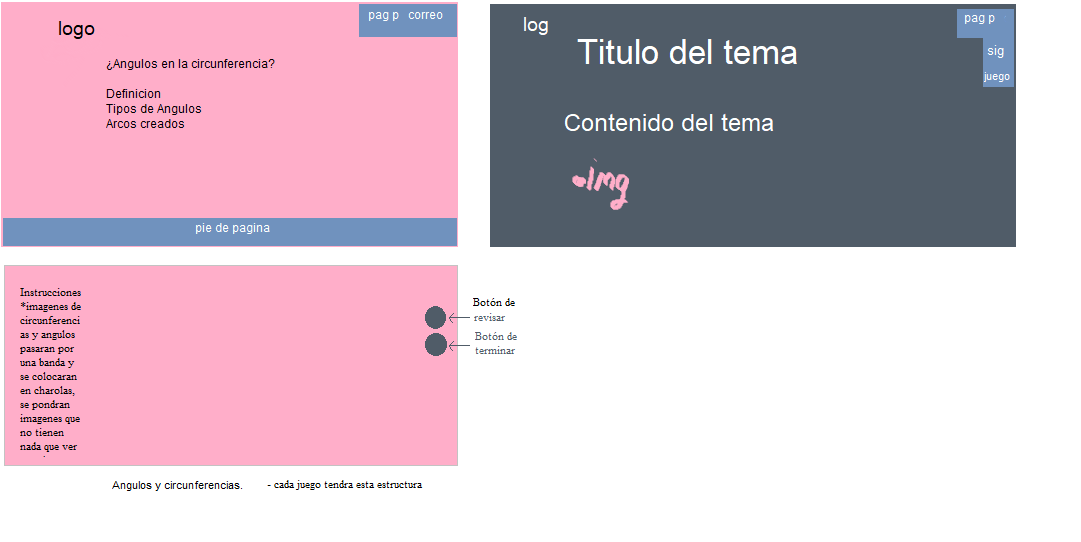 logo
pag p correo
¿Angulos en la circunferencia?
Definicion
Tipos de Angulos
Arcos creados
pie de pagina
log
pag p
sig
juego
Titulo del tema
Contenido del tema
img
Instrucciones
*imagenes de
circunferenci
as y angulos
pasaran por
una banda y
se colocaran
en charolas,
se pondran
imagenes que
no tienen
nada que ver
Botón de
revisar
Botón de
terminar
Angulos y circunferencias.
- cada juego tendra esta estructura